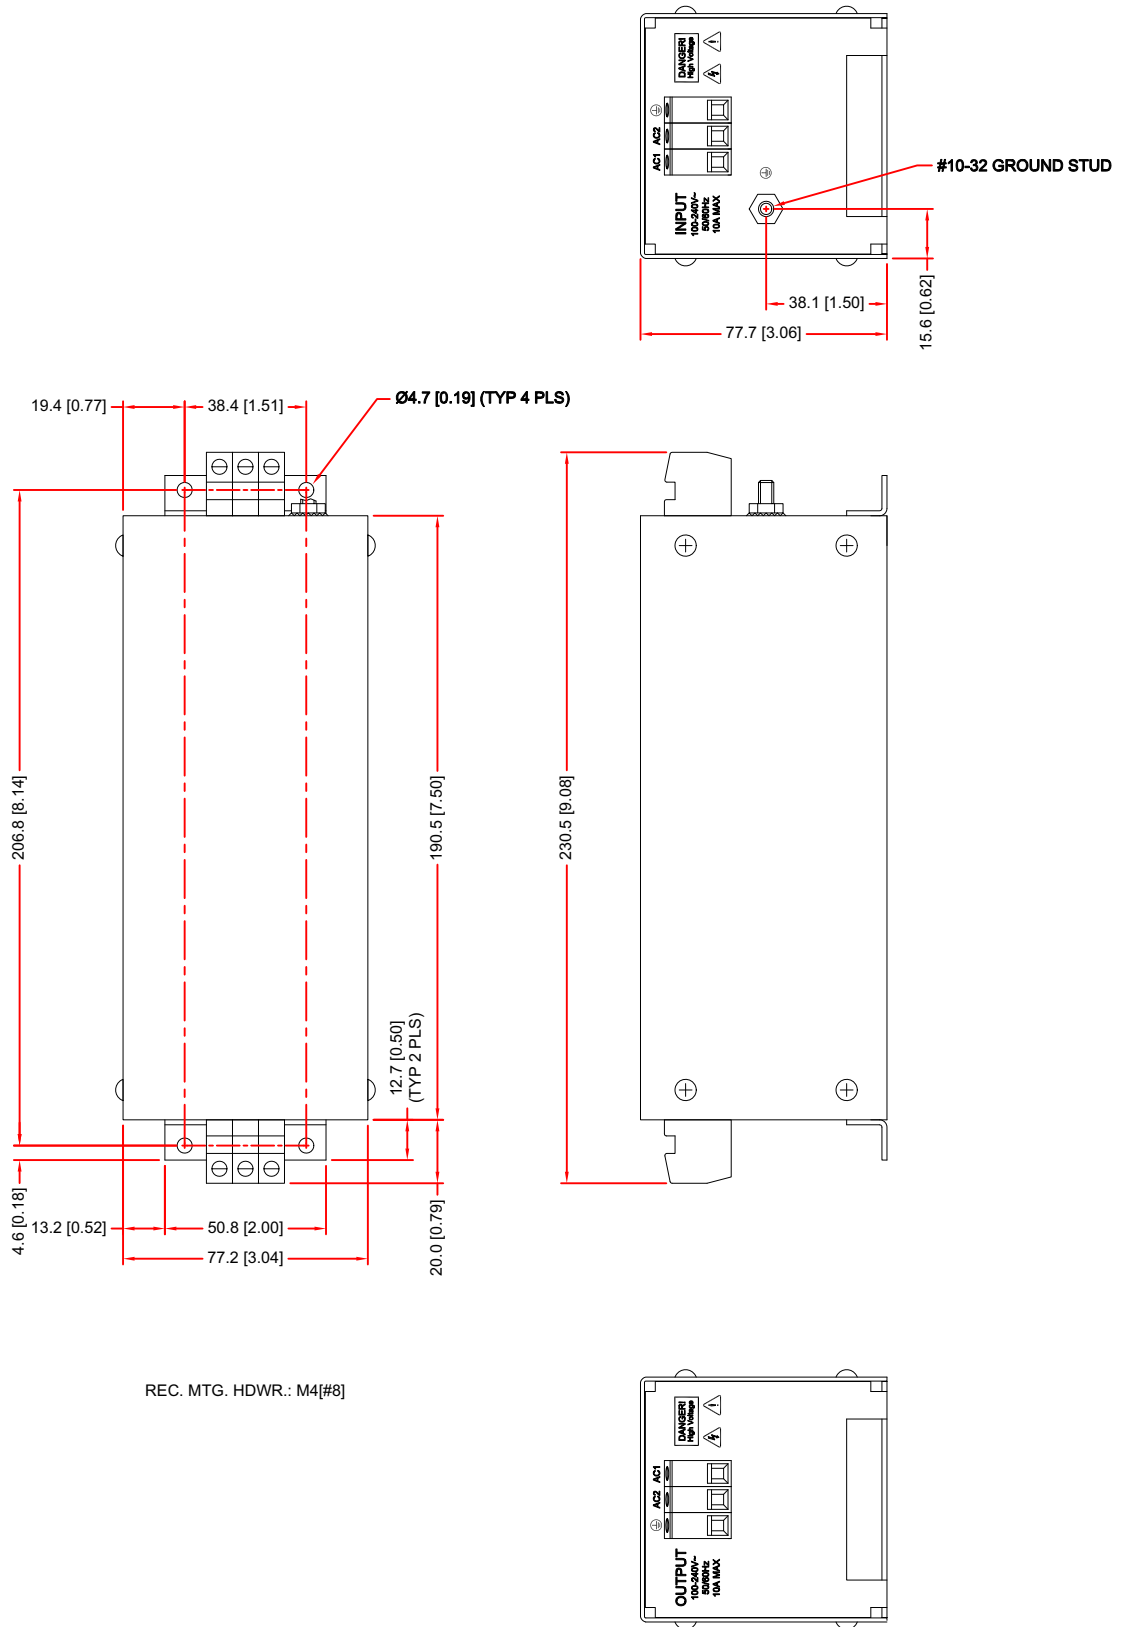 DANGER!
High Voltage
AC1 AC2
INPUT
100-240V~
50/60Hz
10A MAX
#10-32 GROUND STUD
38.1 [1.50]
77.7 [3.06]
15.6 [0.62]
19.4 [0.77]
38.4 [1.51]
Ø4.7 [0.19] (TYP 4 PLS)
206.8 [8.14]
190.5 [7.50]
230.5 [9.08]
12.7 [0.50]
(TYP 2 PLS)
4.6 [0.18]
13.2 [0.52]
50.8 [2.00]
77.2 [3.04]
20.0 [0.79]
REC. MTG. HDWR.: M4[#8]
DANGER!
High Voltage
AC2 AC1
OUTPUT
100-240V~
50/60Hz
10A MAX